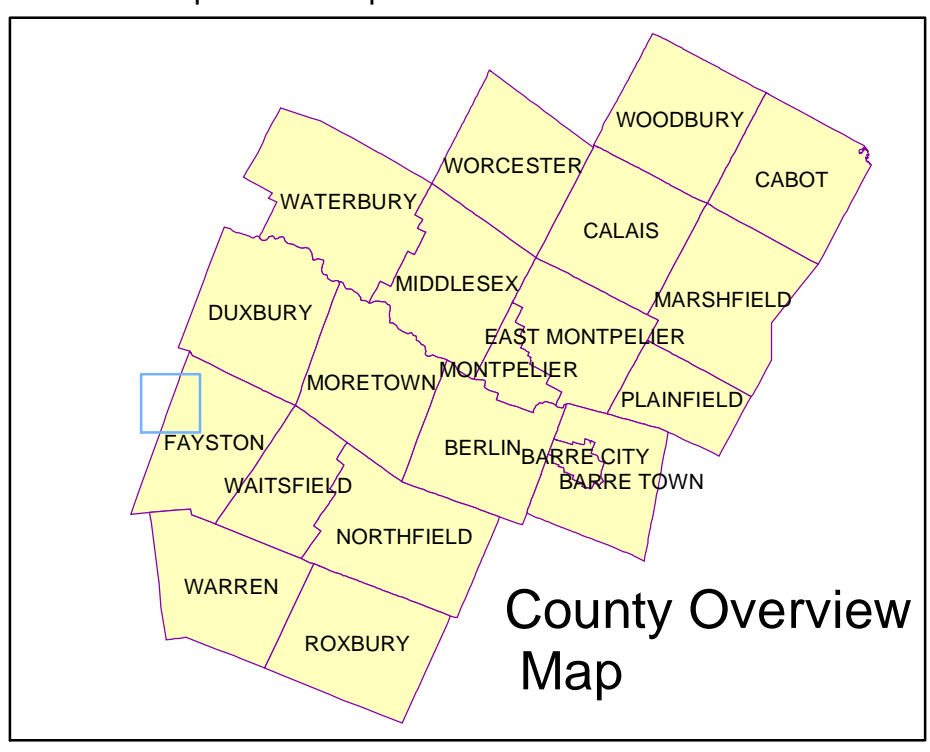 WOODBURY
WORCESTER
CABOT
WATERBURY
CALAIS
MIDDLESEX
MARSHFIELD
DUXBURY
EAST MONTPELIER
MONTPELIER
MORETOWN
PLAINFIELD
FAYSTON
BERLIN
BARRE CITY
BARRE TOWN
WAITSFIELD
NORTHFIELD
WARREN
ROXBURY
County Overview
Map